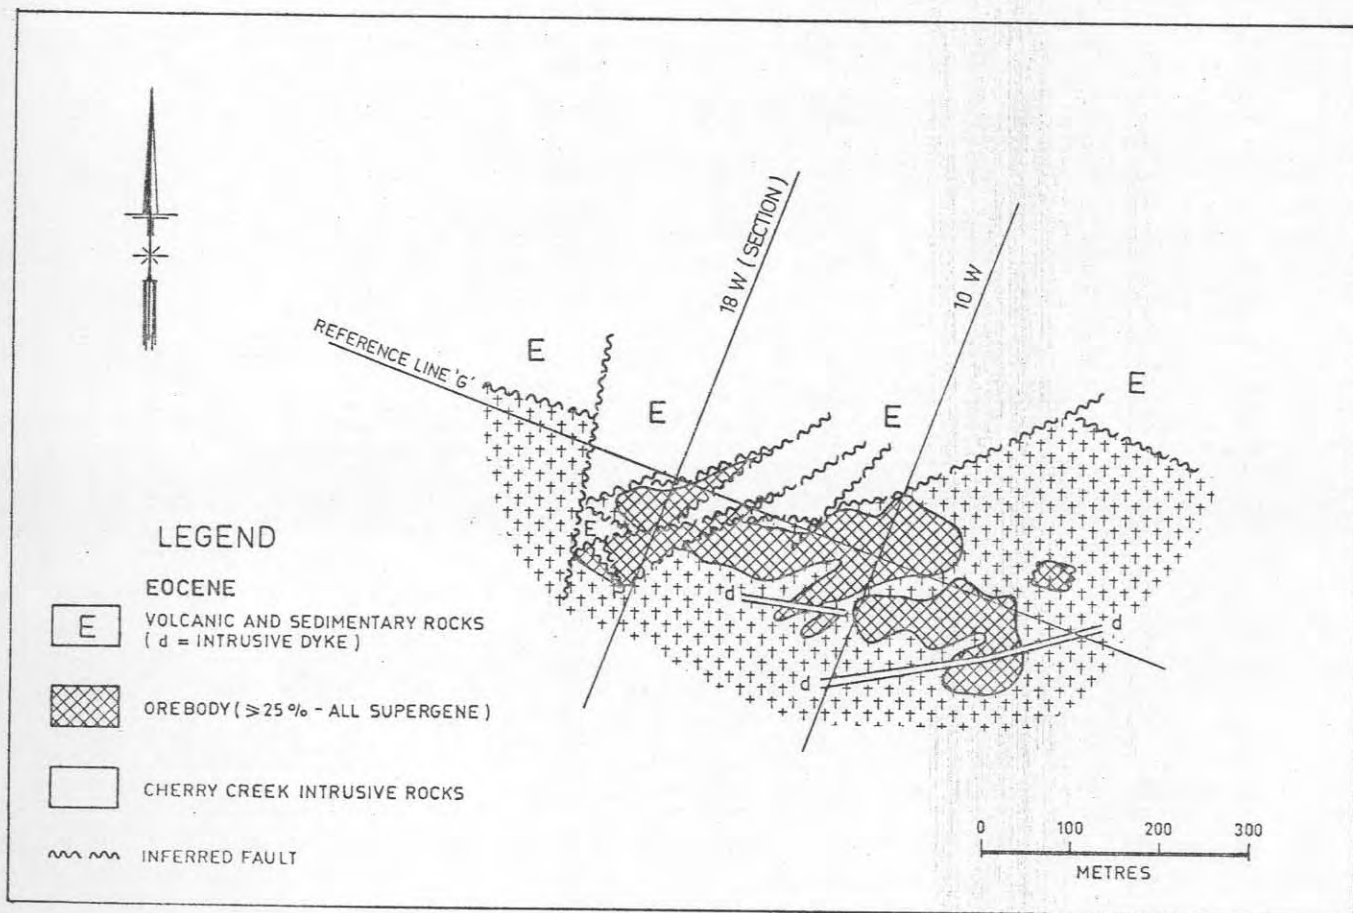 18 W ( SECTION )
10 W
REFERENCE LINE 'G'
E
E
E
E
E
d
d
d
LEGEND
EOCENE
E
VOLCANIC AND SEDIMENTARY ROCKS
( d = INTRUSIVE DYKE )
OREBODY ( ⩾ 25 % - ALL SUPERGENE )
CHERRY CREEK INTRUSIVE ROCKS
INFERRED FAULT
0 100 200 300
METRES